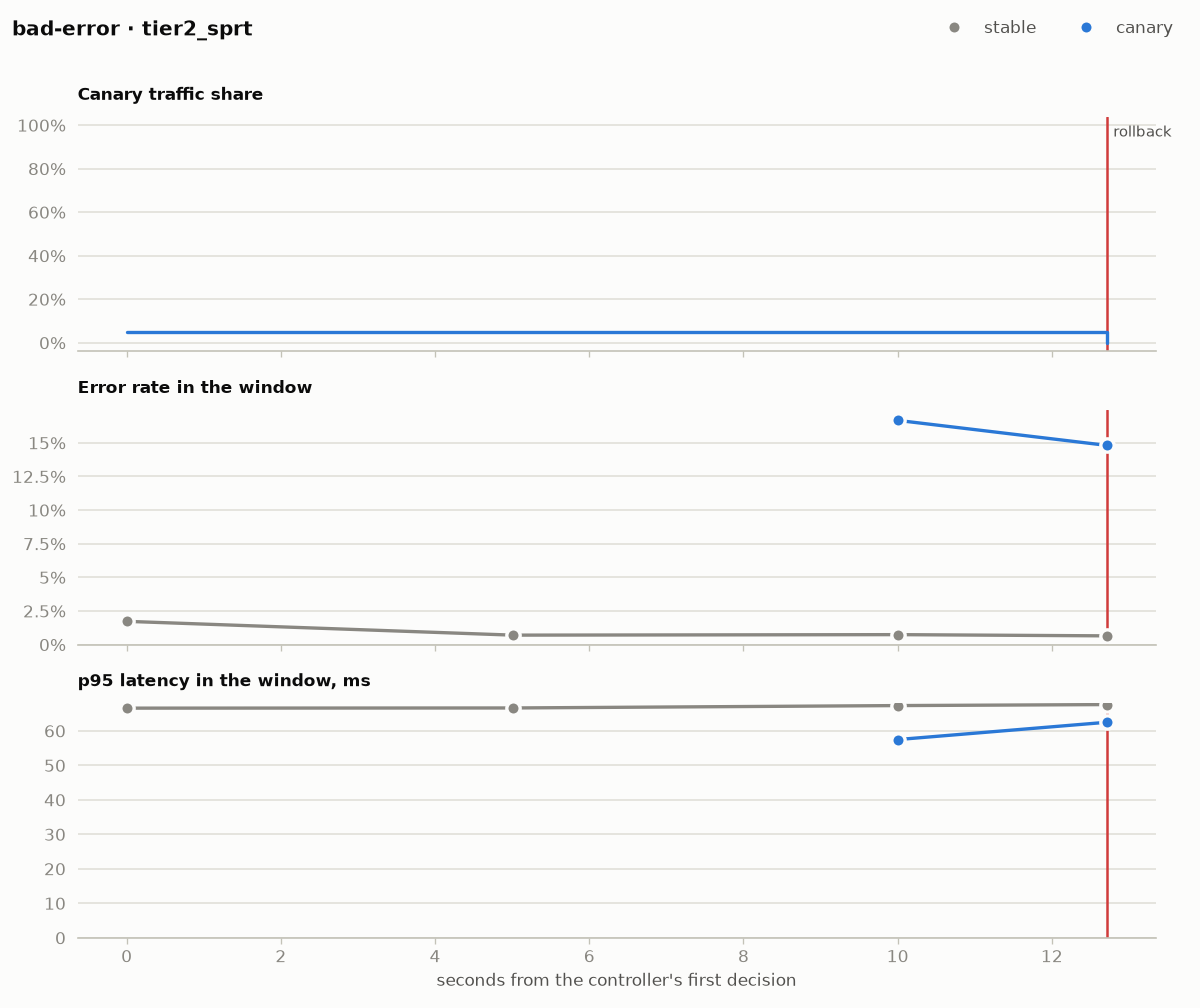 bad-error · tier2_sprt
stable canary
Canary traffic share
100%
rollback
80%
60%
40%
20%
0%
Error rate in the window
15%
12.5%
10%
7.5%
5%
2.5%
0%
p95 latency in the window, ms
60
50
40
30
20
10
0
0 2 4 6 8 10 12
seconds from the controller's first decision